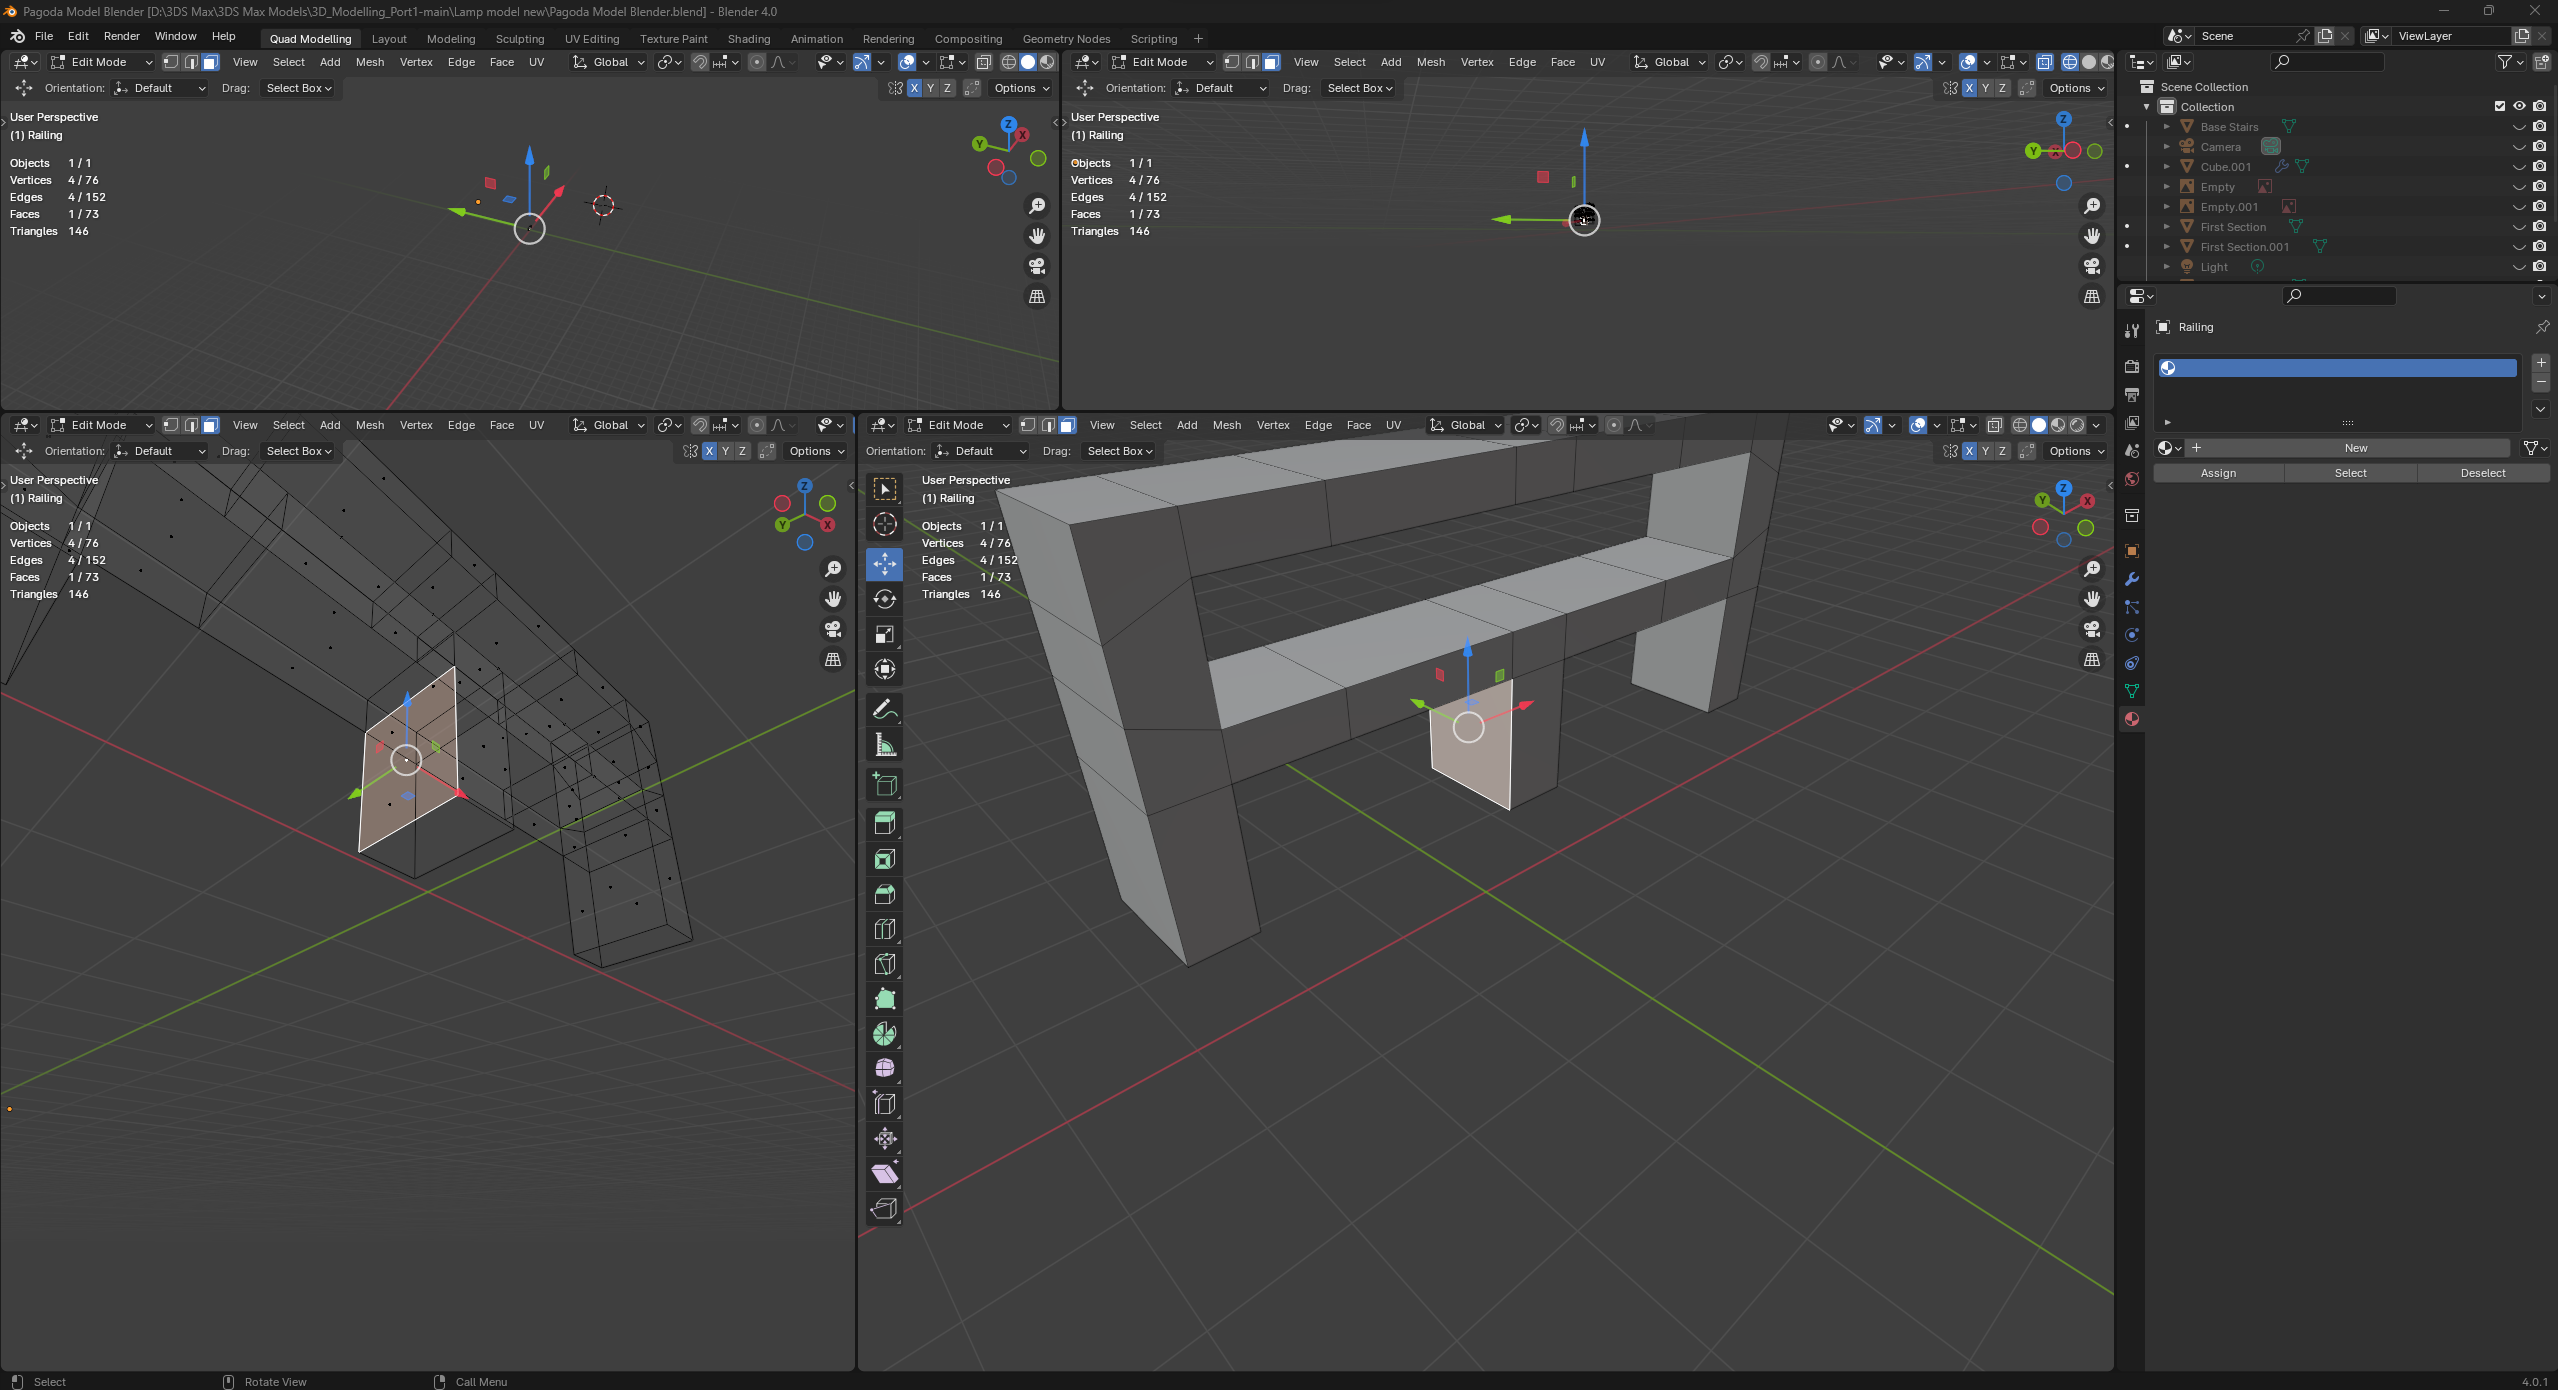 Pagoda Model Blender [D:\3DS Max\3DS Max Models\3D_Modelling_Port1-main\Lamp model new\Pagoda Model Blender.blend] - Blender 4.0
File Edit Render Window Help Quad Modelling Layout Modeling Sculpting UV Editing Texture Paint Shading Animation Rendering Compositing Geometry Nodes Scripting + Scene ViewLayer
Edit Mode View Select Add Mesh Vertex Edge Face UV Global
Orientation: Default Drag: Select Box X Y Z Options
User Perspective
(1) Railing
Objects 1 / 1
Vertices 4 / 76
Edges 4 / 152
Faces 1 / 73
Triangles 146
Z
X
Y
Edit Mode View Select Add Mesh Vertex Edge Face UV Global
Orientation: Default Drag: Select Box X Y Z Options
User Perspective
(1) Railing
Objects 1 / 1
Vertices 4 / 76
Edges 4 / 152
Faces 1 / 73
Triangles 146
Z
Y X
Edit Mode View Select Add Mesh Vertex Edge Face UV Global
Orientation: Default Drag: Select Box X Y Z Options
User Perspective
(1) Railing
Objects 1 / 1
Vertices 4 / 76
Edges 4 / 152
Faces 1 / 73
Triangles 146
Z
Y X
Edit Mode View Select Add Mesh Vertex Edge Face UV Global
Orientation: Default Drag: Select Box X Y Z Options
User Perspective
(1) Railing
Objects 1 / 1
Vertices 4 / 76
Edges 4 / 152
Faces 1 / 73
Triangles 146
Z
Y X
Scene Collection
Collection
Base Stairs
Camera
Cube.001
Empty
Empty.001
First Section
First Section.001
Light
Railing
+ New
Assign Select Deselect
Select Rotate View Call Menu 4.0.1